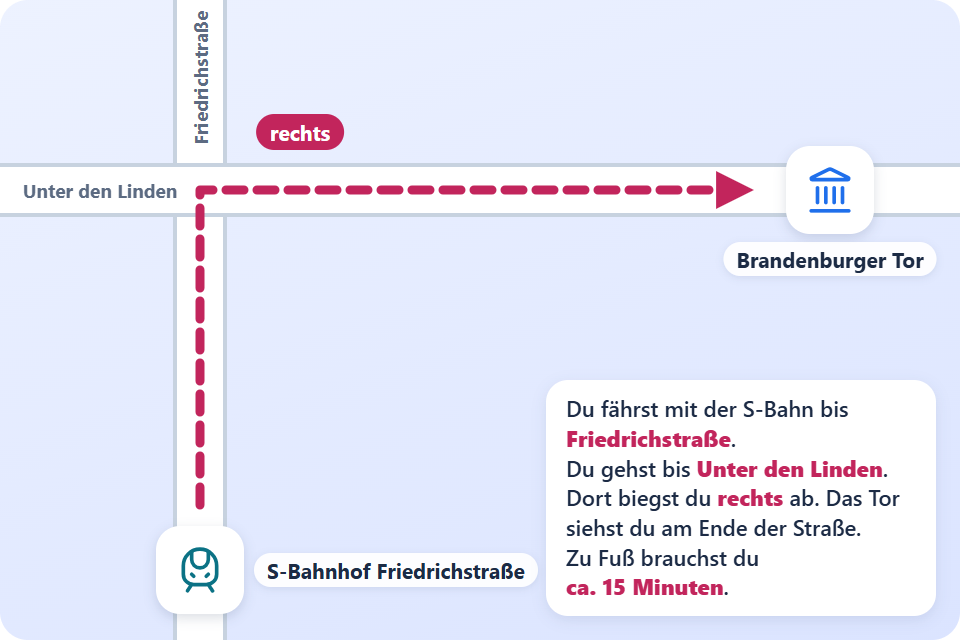 Friedrichstraße
rechts
Unter den Linden
Brandenburger Tor
S-Bahnhof Friedrichstraße
Du fährst mit der S-Bahn bis
Friedrichstraße.
Du gehst bis Unter den Linden.
Dort biegst du rechts ab. Das Tor
siehst du am Ende der Straße.
Zu Fuß brauchst du
ca. 15 Minuten.